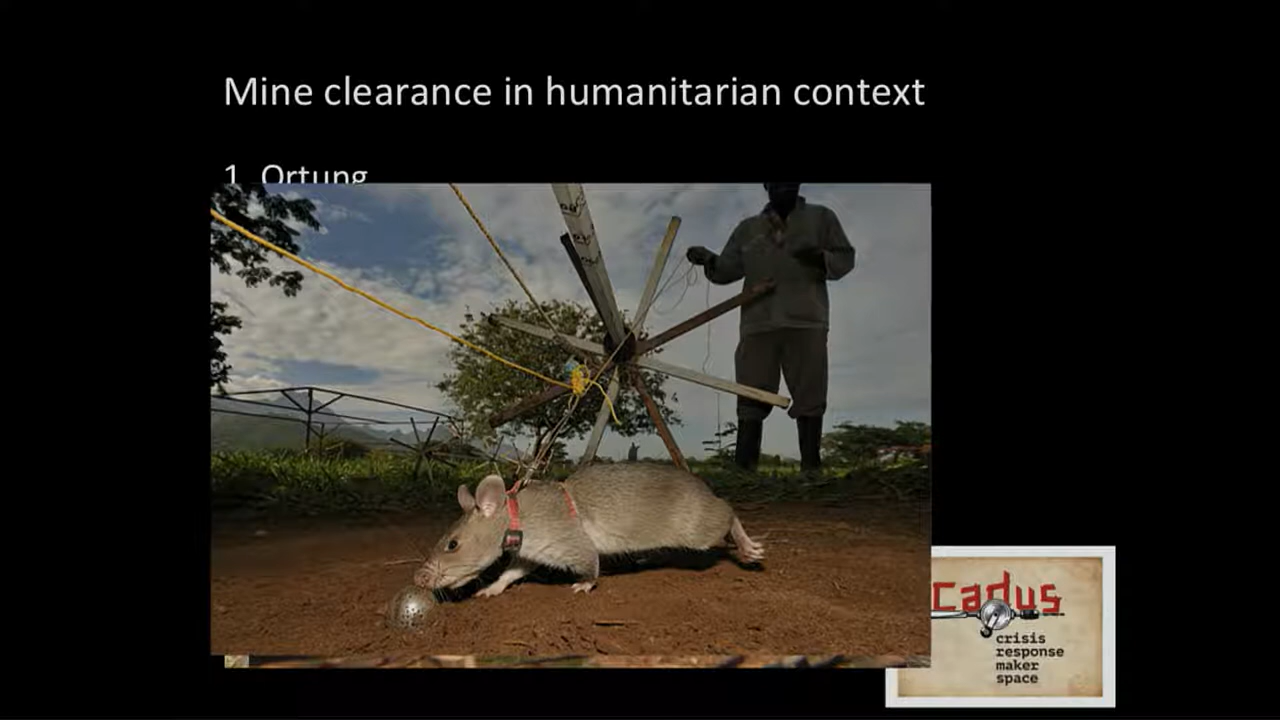 Mine clearance in humanitarian context
1. Ortung
cadus
crisis
response
maker
space